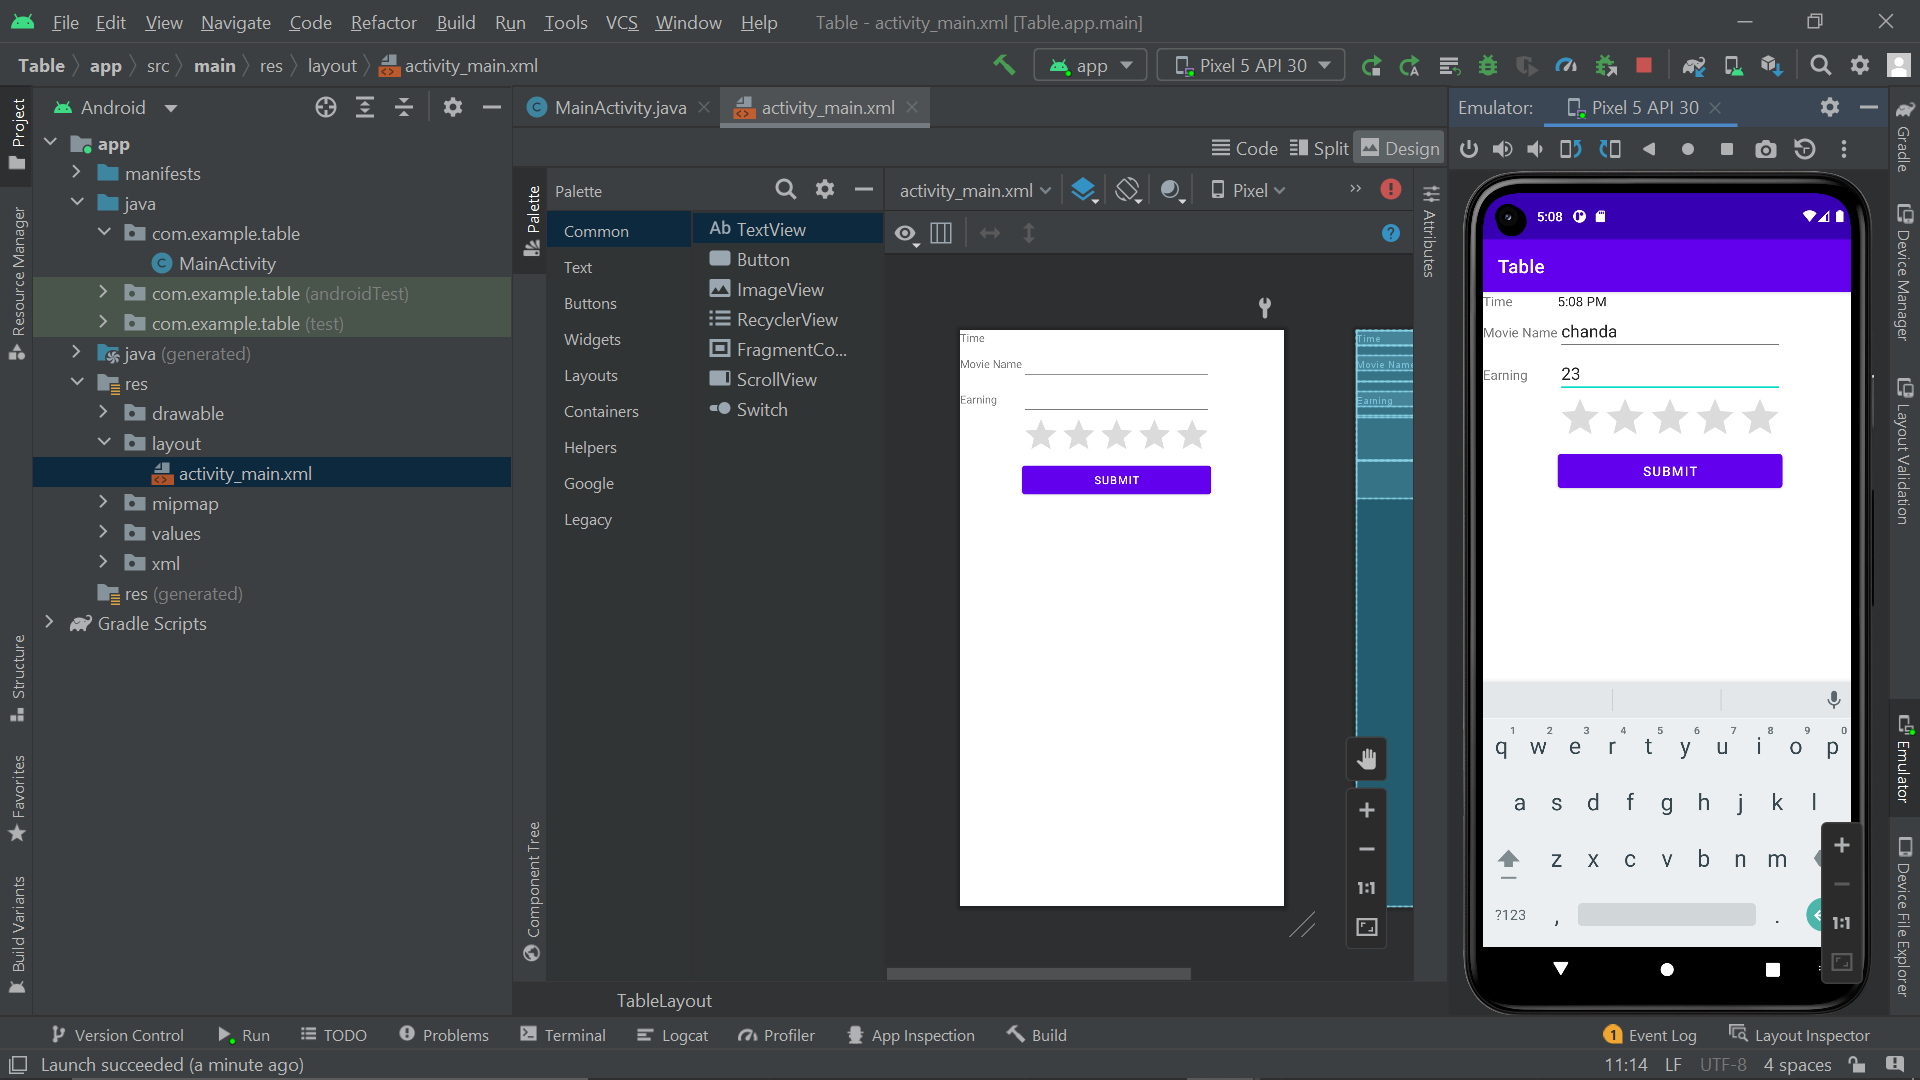 File Edit View Navigate Code Refactor Build Run Tools VCS Window Help Table - activity_main.xml [Table.app.main]
Table app src main res layout activity_main.xml
app Pixel 5 API 30
Project
Resource Manager
Structure
Favorites
Build Variants
Android
app
manifests
java
com.example.table
MainActivity
com.example.table (androidTest)
com.example.table (test)
java (generated)
res
drawable
layout
activity_main.xml
mipmap
values
xml
res (generated)
Gradle Scripts
MainActivity.java activity_main.xml
Code Split Design
Palette
Component Tree
Palette
Common
Text
Buttons
Widgets
Layouts
Containers
Helpers
Google
Legacy
Ab TextView
Button
ImageView
RecyclerView
FragmentCo...
ScrollView
Switch
activity_main.xml Pixel
Attributes
Time
Movie Name
Earning
SUBMIT
Time
Movie Name
Earning
1:1
TableLayout
Emulator: Pixel 5 API 30
5:08
Table
Time 5:08 PM
Movie Name chanda
Earning 23
SUBMIT
1 2 3 4 5 6 7 8 9 0
q w e r t y u i o p
a s d f g h j k l
z x c v b n m
?123 , .
1:1
Gradle
Device Manager
Layout Validation
Emulator
Device File Explorer
Version Control Run TODO Problems Terminal Logcat Profiler App Inspection Build 1 Event Log Layout Inspector
Launch succeeded (a minute ago) 11:14 LF UTF-8 4 spaces